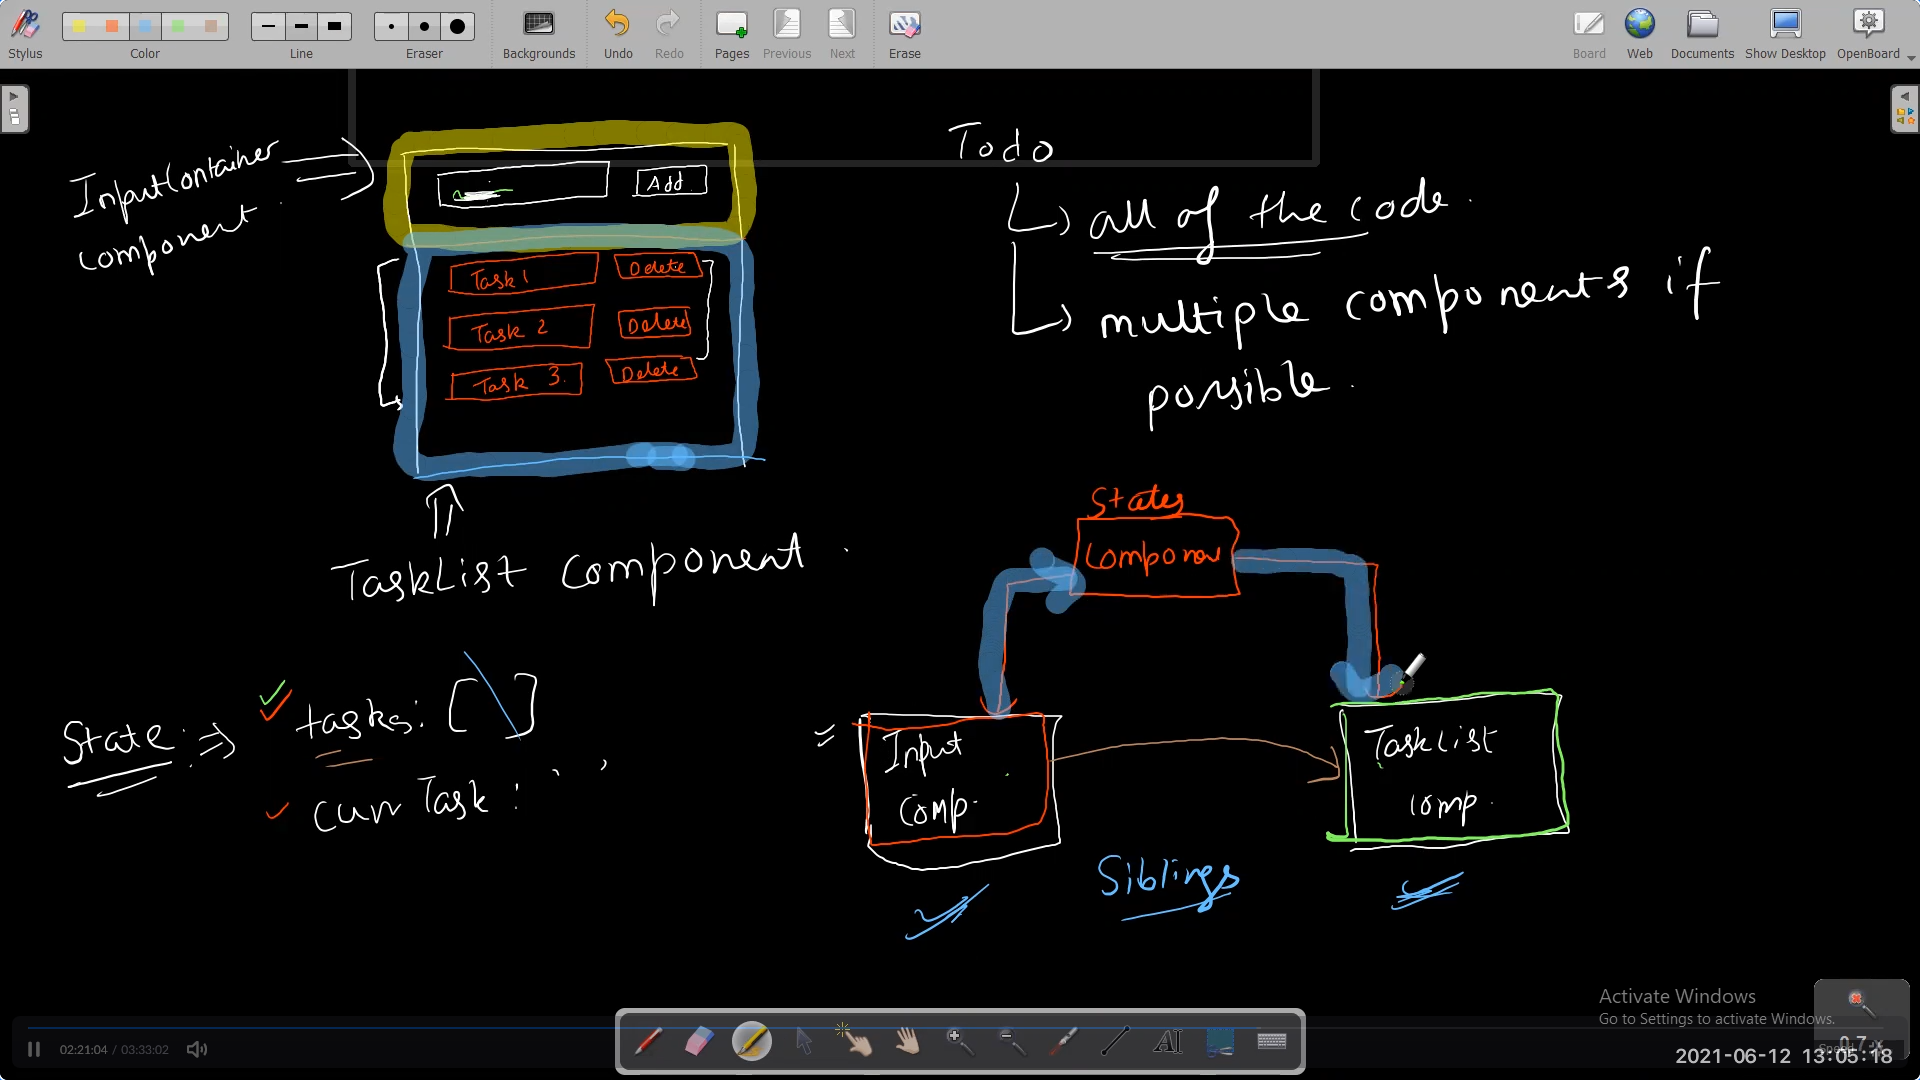 Stylus
Color
Line
Eraser
Backgrounds
Undo
Redo
Pages
Previous
Next
Erase
Board
Web
Documents
Show Desktop
OpenBoard
InputContainer
component
Add
Task 1
Delete
Task 2
Delete
Task 3.
Delete
TaskList Component
Todo
all of the code.
multiple components if
possible.
State => tasks: [ ]
curr Task: ' '
States
Componen
Input
Comp.
TaskList
comp.
Siblings
Activate Windows
Go to Settings to activate Windows.
02:21:04 / 03:33:02
2021-06-12 13:05:18